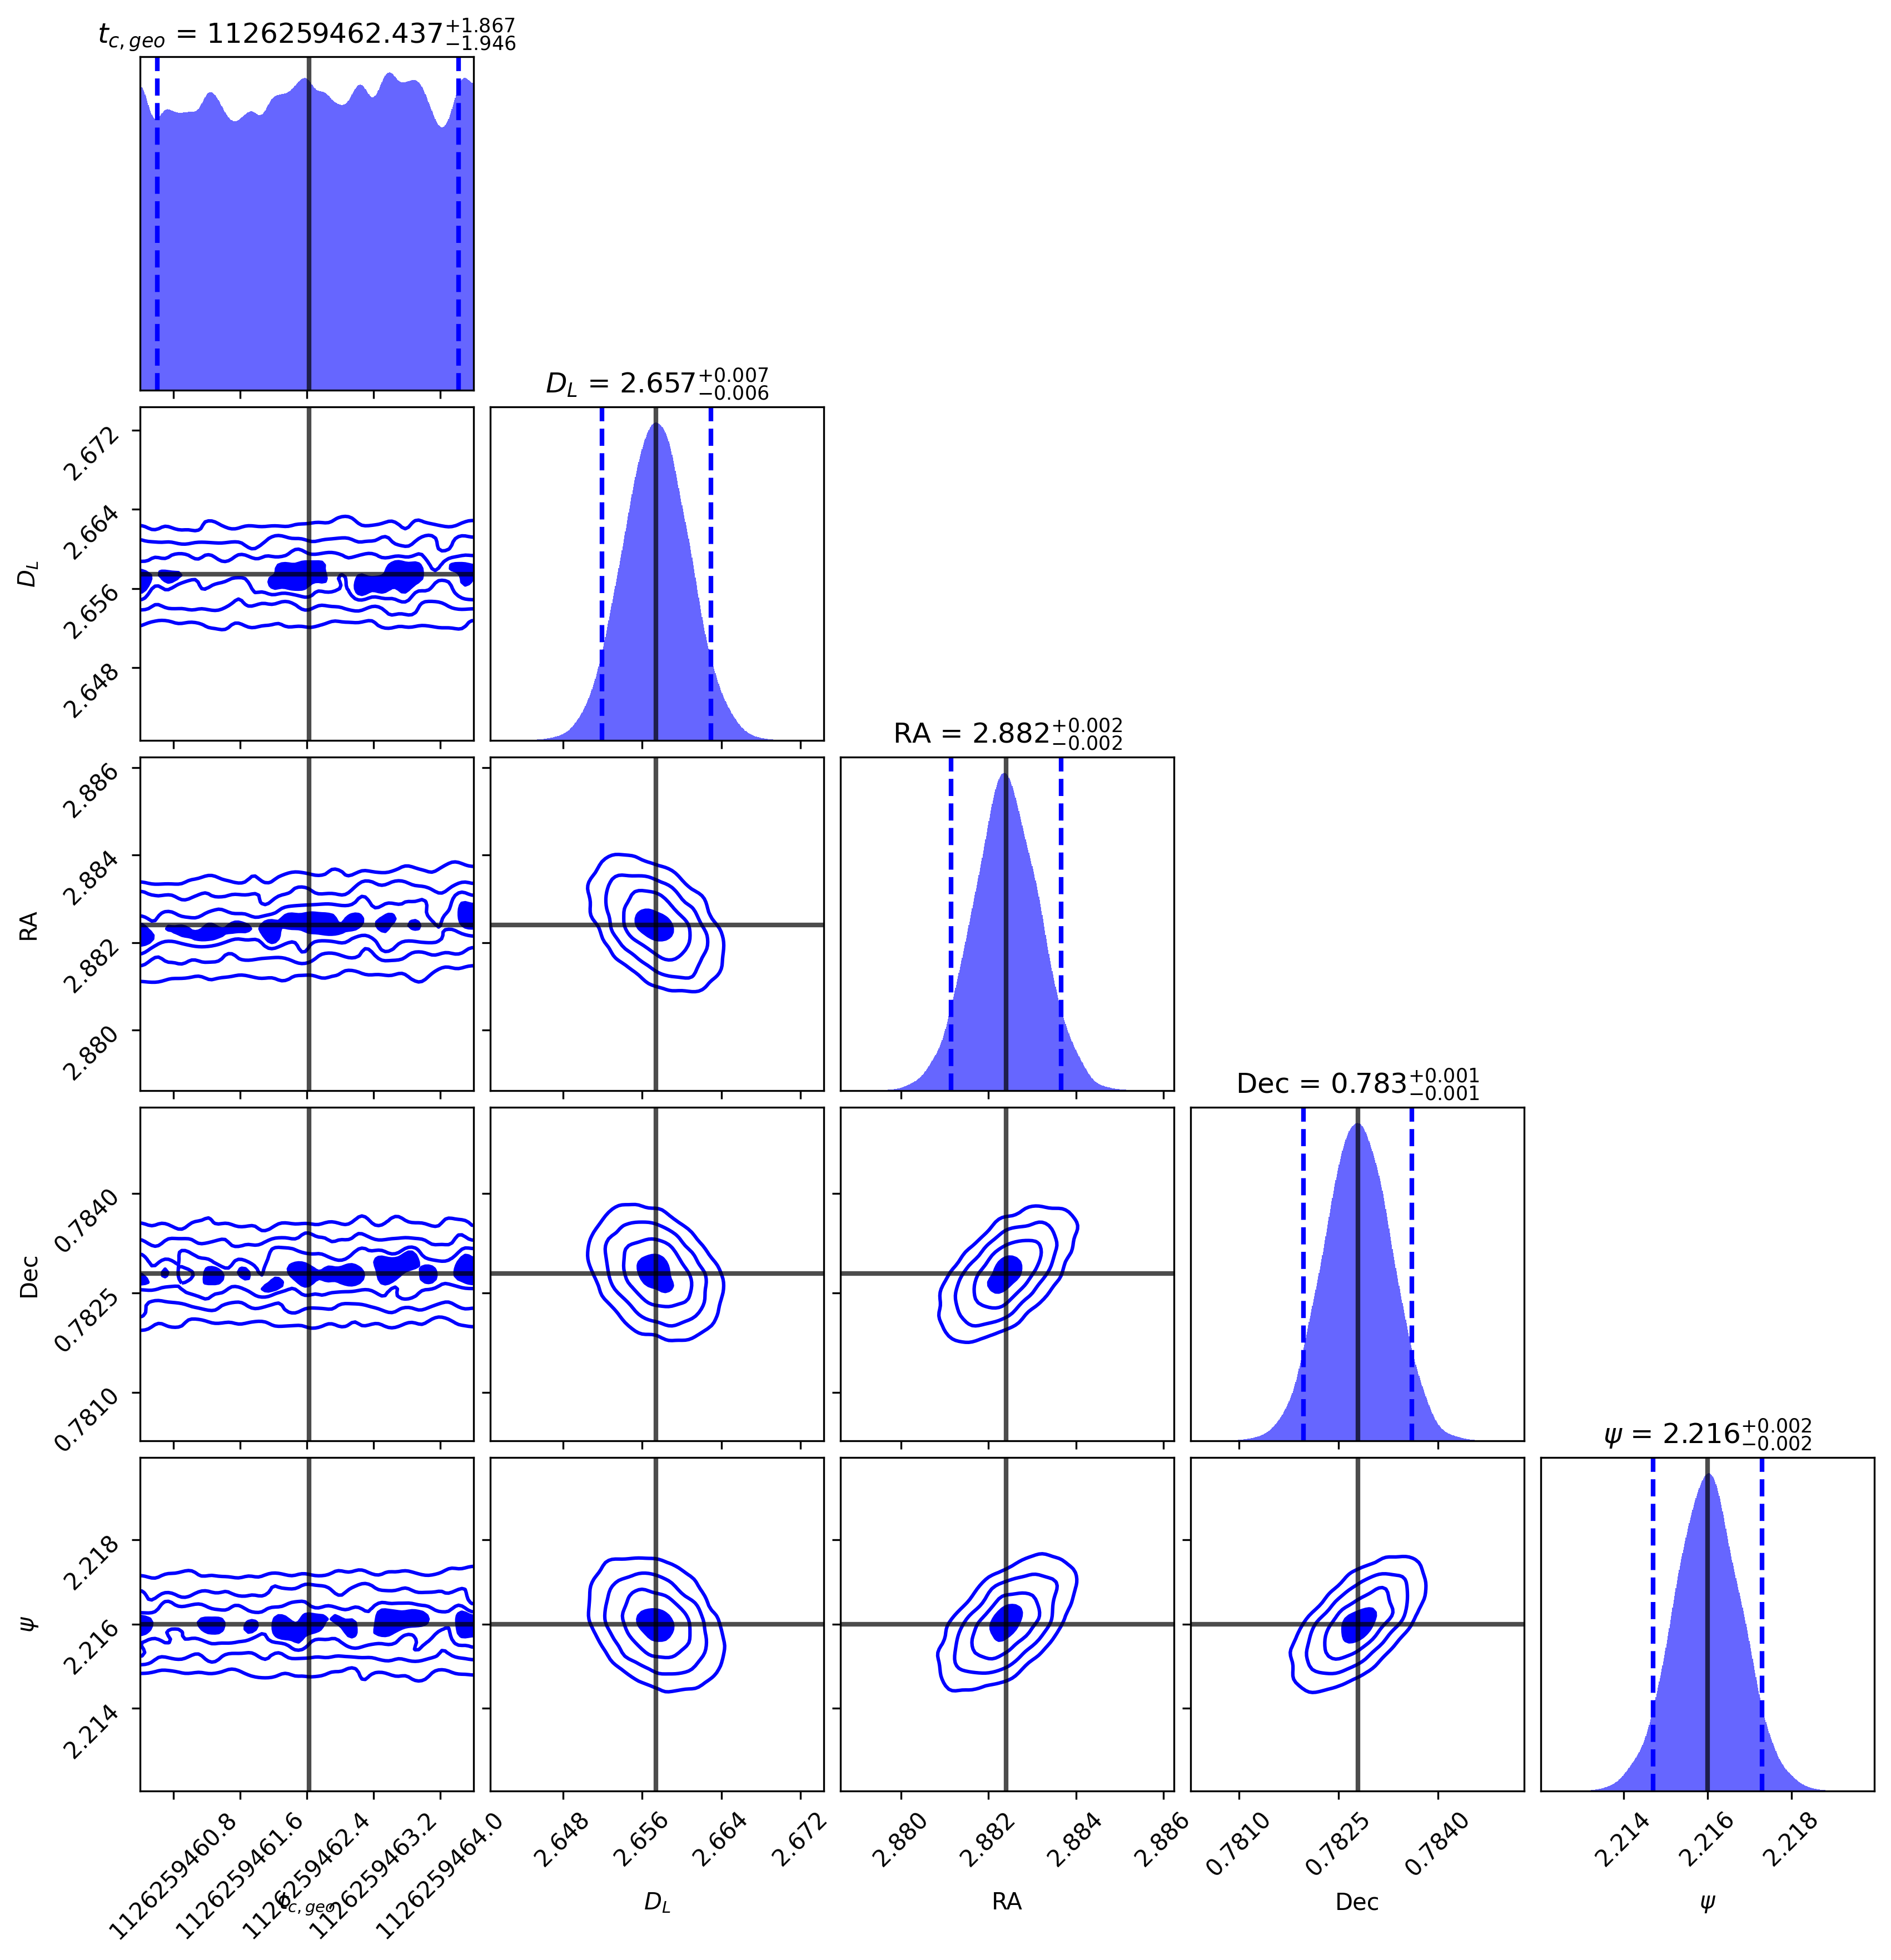 t_{c,geo} = 1126259462.437^{+1.867}_{-1.946}
D_L = 2.657^{+0.007}_{-0.006}
2.672
2.664
2.656
2.648
D_L
RA = 2.882^{+0.002}_{-0.002}
2.886
2.884
2.882
2.880
RA
Dec = 0.783^{+0.001}_{-0.001}
0.7840
0.7825
0.7810
Dec
ψ = 2.216^{+0.002}_{-0.002}
2.218
2.216
2.214
ψ
1126259460.8 1126259461.6 1126259462.4 1126259463.2 1126259464.0
2.648 2.656 2.664 2.672
2.880 2.882 2.884 2.886
0.7810 0.7825 0.7840
2.214 2.216 2.218
t_{c,geo} D_L RA Dec ψ